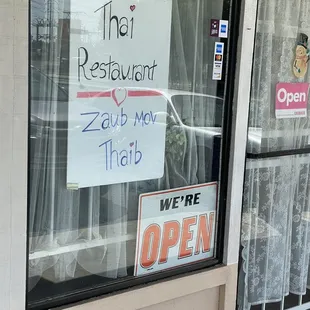 Thai
Restaurant
Zaub Mov
Thaib
WE'RE
OPEN
Open